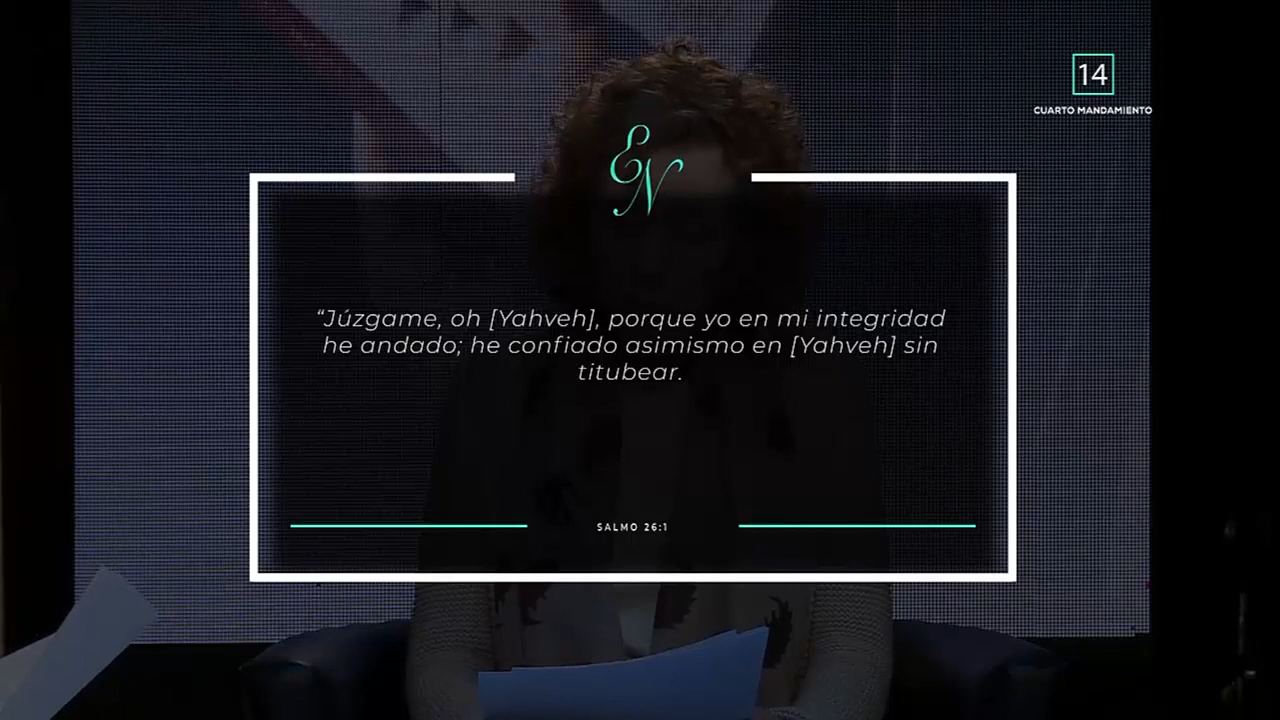 14
CUARTO MANDAMIENTO
EN
“Júzgame, oh [Yahveh], porque yo en mi integridad
he andado; he confiado asimismo en [Yahveh] sin
titubear.
SALMO 26:1